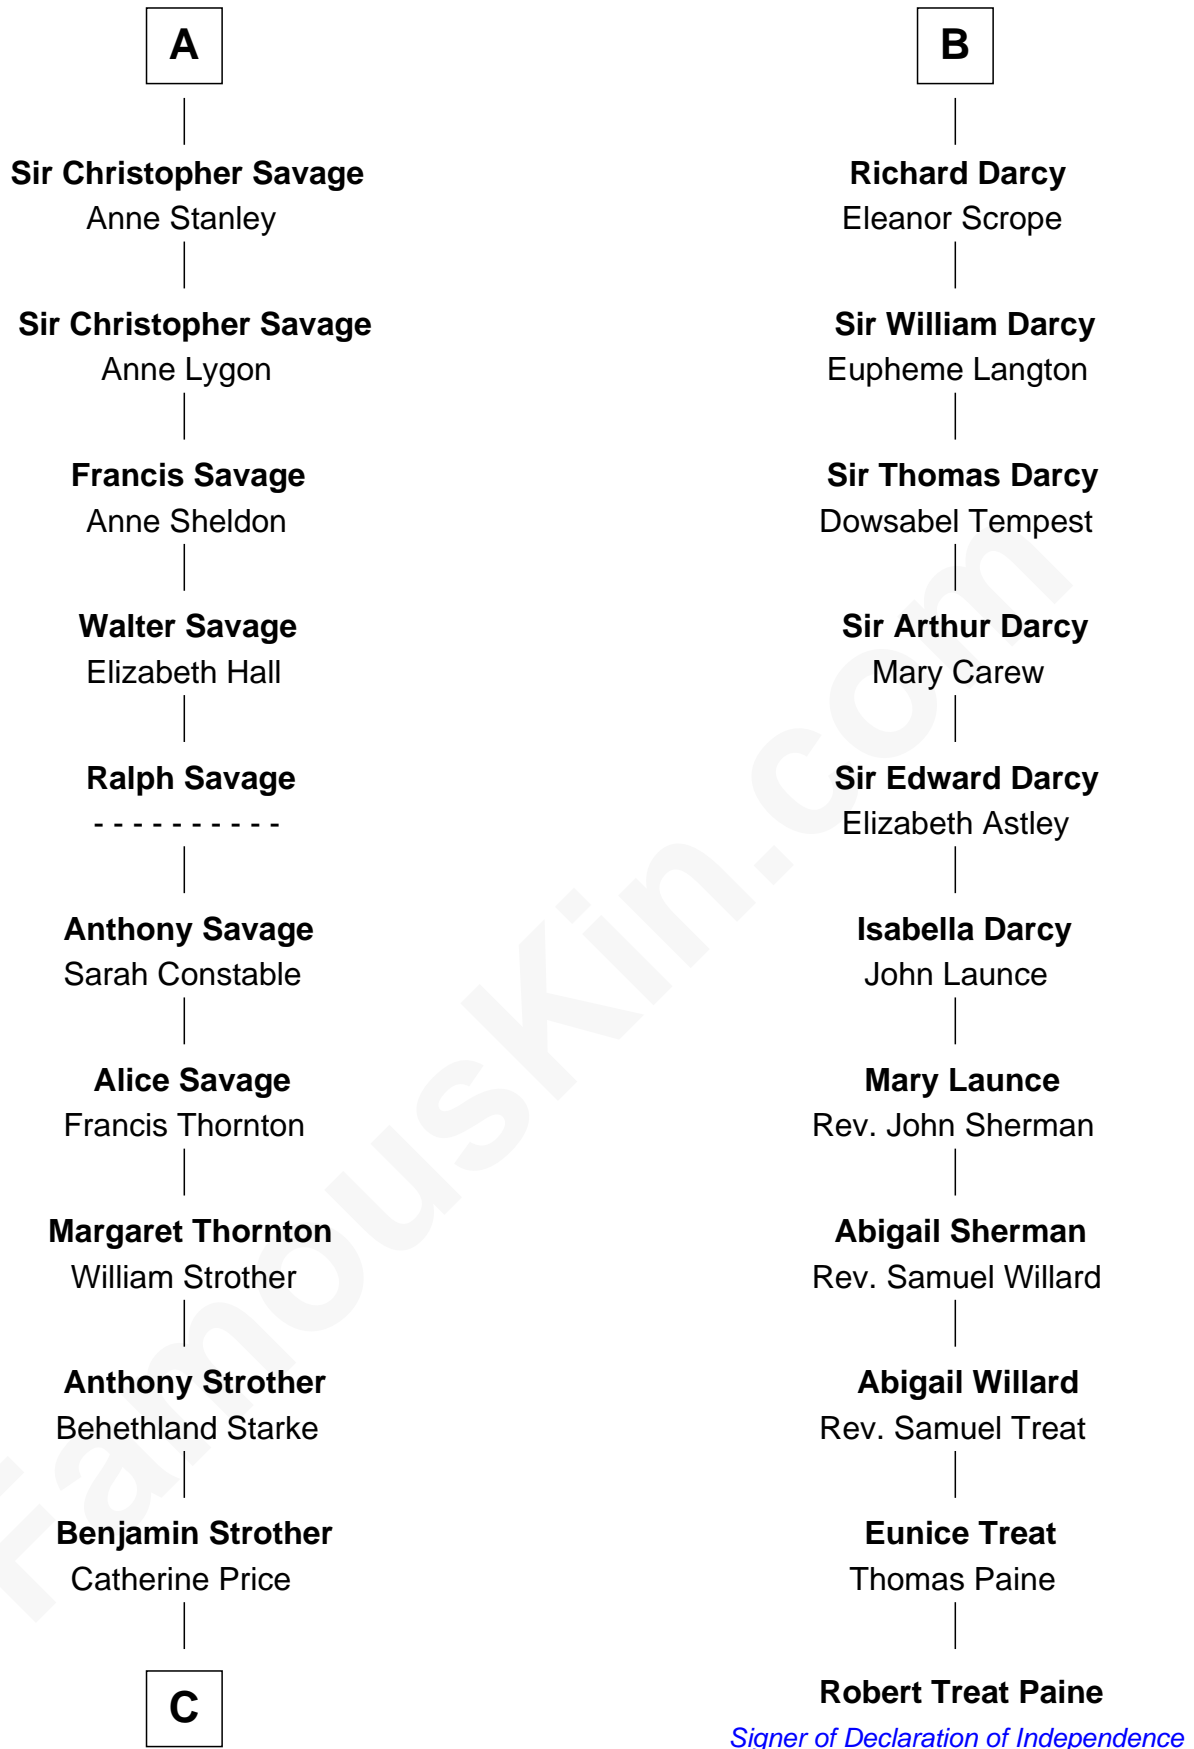 A
Sir Christopher Savage
Anne Stanley
Sir Christopher Savage
Anne Lygon
Francis Savage
Anne Sheldon
Walter Savage
Elizabeth Hall
Ralph Savage
- - - - - - - - - -
Anthony Savage
Sarah Constable
Alice Savage
Francis Thornton
Margaret Thornton
William Strother
Anthony Strother
Behethland Starke
Benjamin Strother
Catherine Price
C
B
Richard Darcy
Eleanor Scrope
Sir William Darcy
Eupheme Langton
Sir Thomas Darcy
Dowsabel Tempest
Sir Arthur Darcy
Mary Carew
Sir Edward Darcy
Elizabeth Astley
Isabella Darcy
John Launce
Mary Launce
Rev. John Sherman
Abigail Sherman
Rev. Samuel Willard
Abigail Willard
Rev. Samuel Treat
Eunice Treat
Thomas Paine
Robert Treat Paine
Signer of Declaration of Independence
FamousKin.com